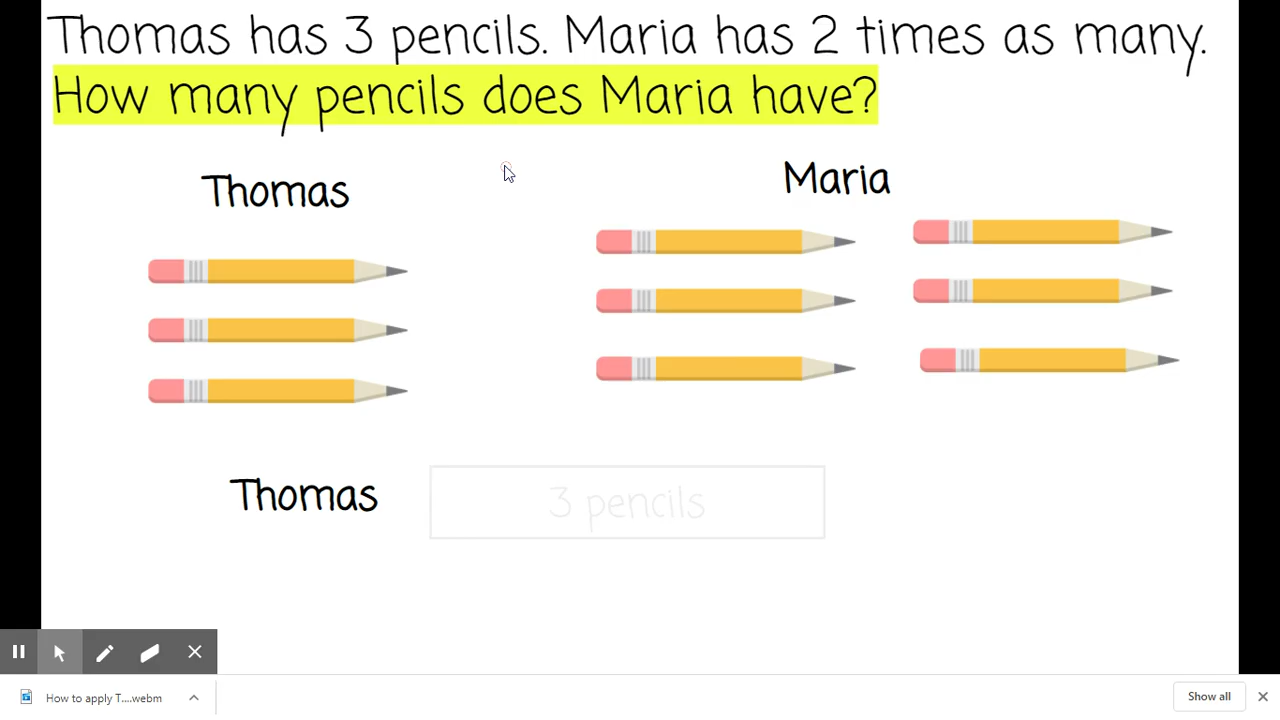 Thomas has 3 pencils. Maria has 2 times as many.
How many pencils does Maria have?
Thomas
Maria
Thomas
3 pencils
How to apply T....webm
Show all